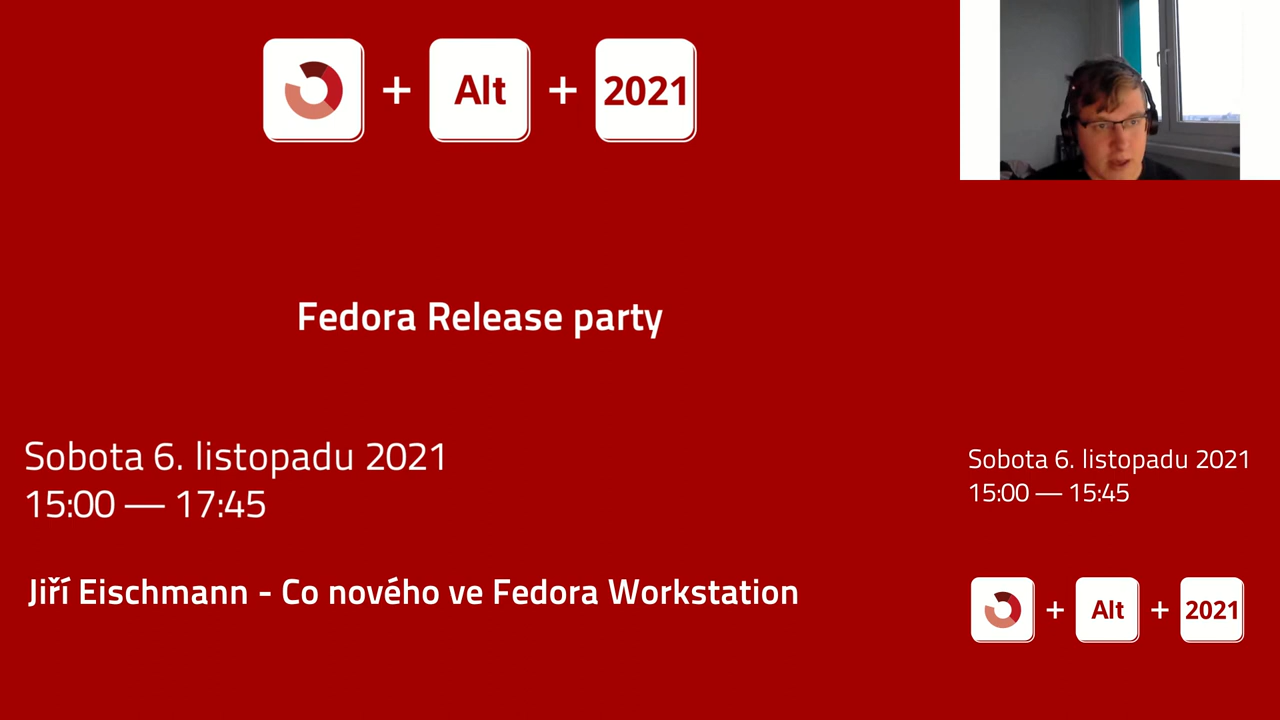 + Alt + 2021
Fedora Release party
Sobota 6. listopadu 2021
15:00 — 17:45
Jiří Eischmann - Co nového ve Fedora Workstation
Sobota 6. listopadu 2021
15:00 — 15:45
+ Alt + 2021